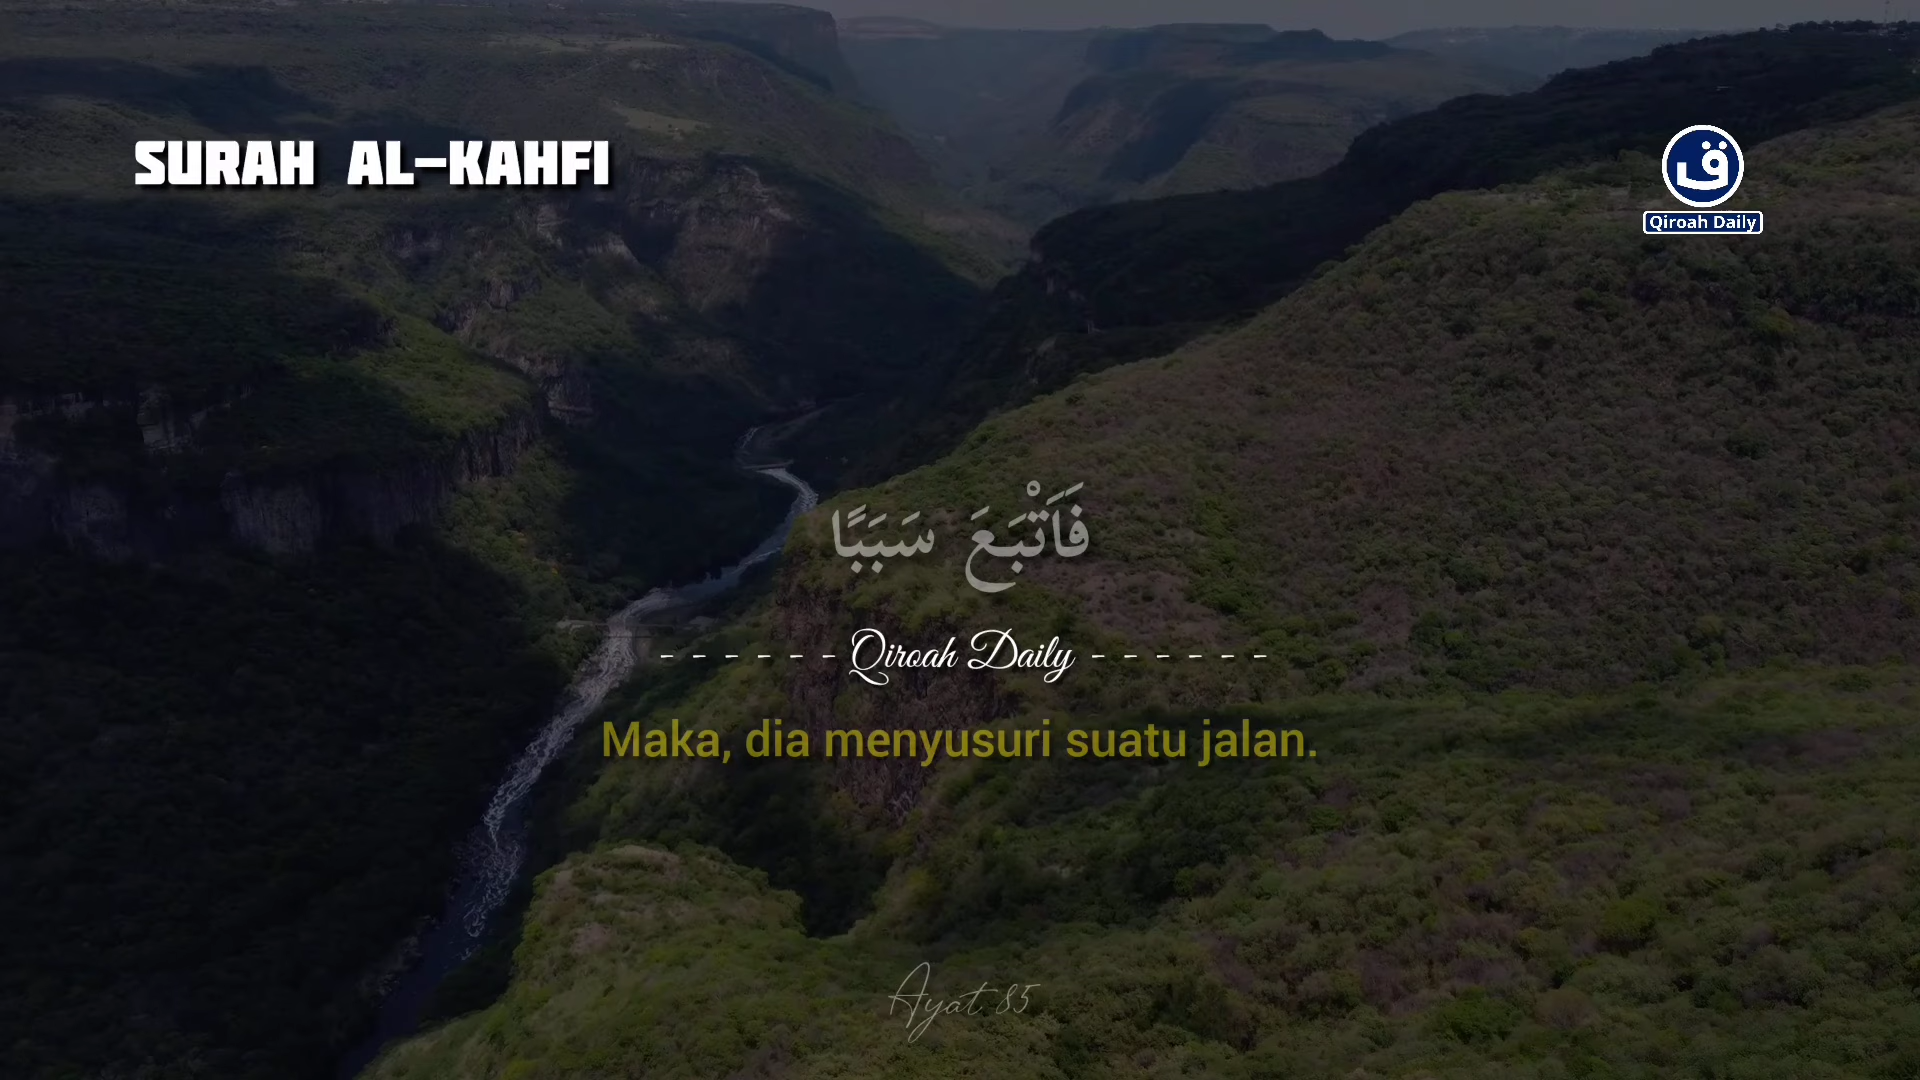 SURAH AL-KAHFI
ق
Qiroah Daily
فَاَتْبَعَ سَبَبًا
- - - - - - Qiroah Daily - - - - - -
Maka, dia menyusuri suatu jalan.
Ayat 85